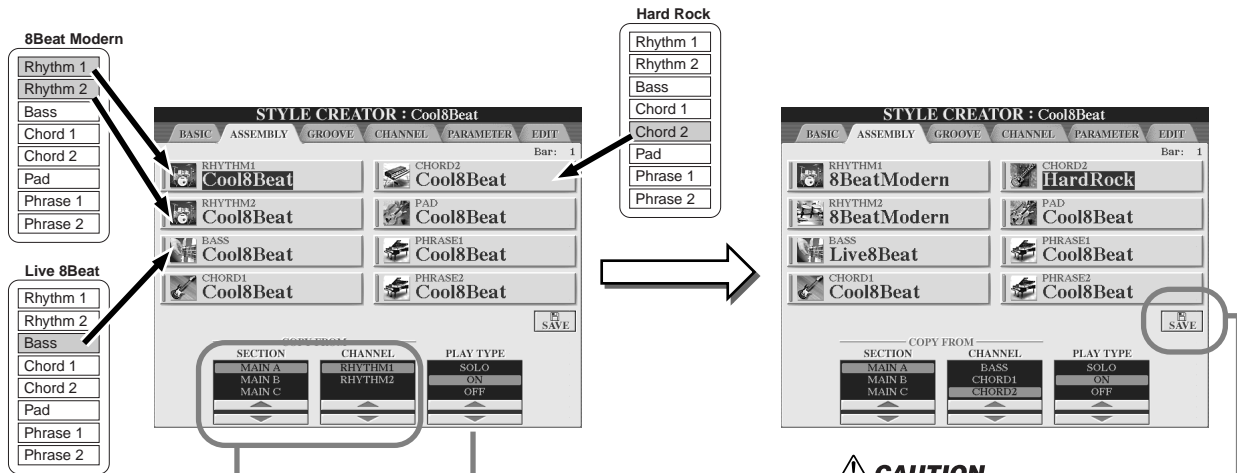 8Beat Modern
Rhythm 1
Rhythm 2
Bass
Chord 1
Chord 2
Pad
Phrase 1
Phrase 2
Live 8Beat
Rhythm 1
Rhythm 2
Bass
Chord 1
Chord 2
Pad
Phrase 1
Phrase 2
STYLE CREATOR : Cool8Beat
BASIC ASSEMBLY GROOVE CHANNEL PARAMETER EDIT
Bar: 1
RHYTHM1
Cool8Beat
RHYTHM2
Cool8Beat
BASS
Cool8Beat
CHORD1
Cool8Beat
CHORD2
Cool8Beat
PAD
Cool8Beat
PHRASE1
Cool8Beat
PHRASE2
Cool8Beat
SAVE
COPY FROM
SECTION
MAIN A
MAIN B
MAIN C
CHANNEL
RHYTHM1
RHYTHM2
PLAY TYPE
SOLO
ON
OFF
Hard Rock
Rhythm 1
Rhythm 2
Bass
Chord 1
Chord 2
Pad
Phrase 1
Phrase 2
STYLE CREATOR : Cool8Beat
BASIC ASSEMBLY GROOVE CHANNEL PARAMETER EDIT
Bar: 1
RHYTHM1
8BeatModern
RHYTHM2
8BeatModern
BASS
Live8Beat
CHORD1
Cool8Beat
CHORD2
HardRock
PAD
Cool8Beat
PHRASE1
Cool8Beat
PHRASE2
Cool8Beat
SAVE
COPY FROM
SECTION
MAIN A
MAIN B
MAIN C
CHANNEL
BASS
CHORD1
CHORD2
PLAY TYPE
SOLO
ON
OFF
CAUTION